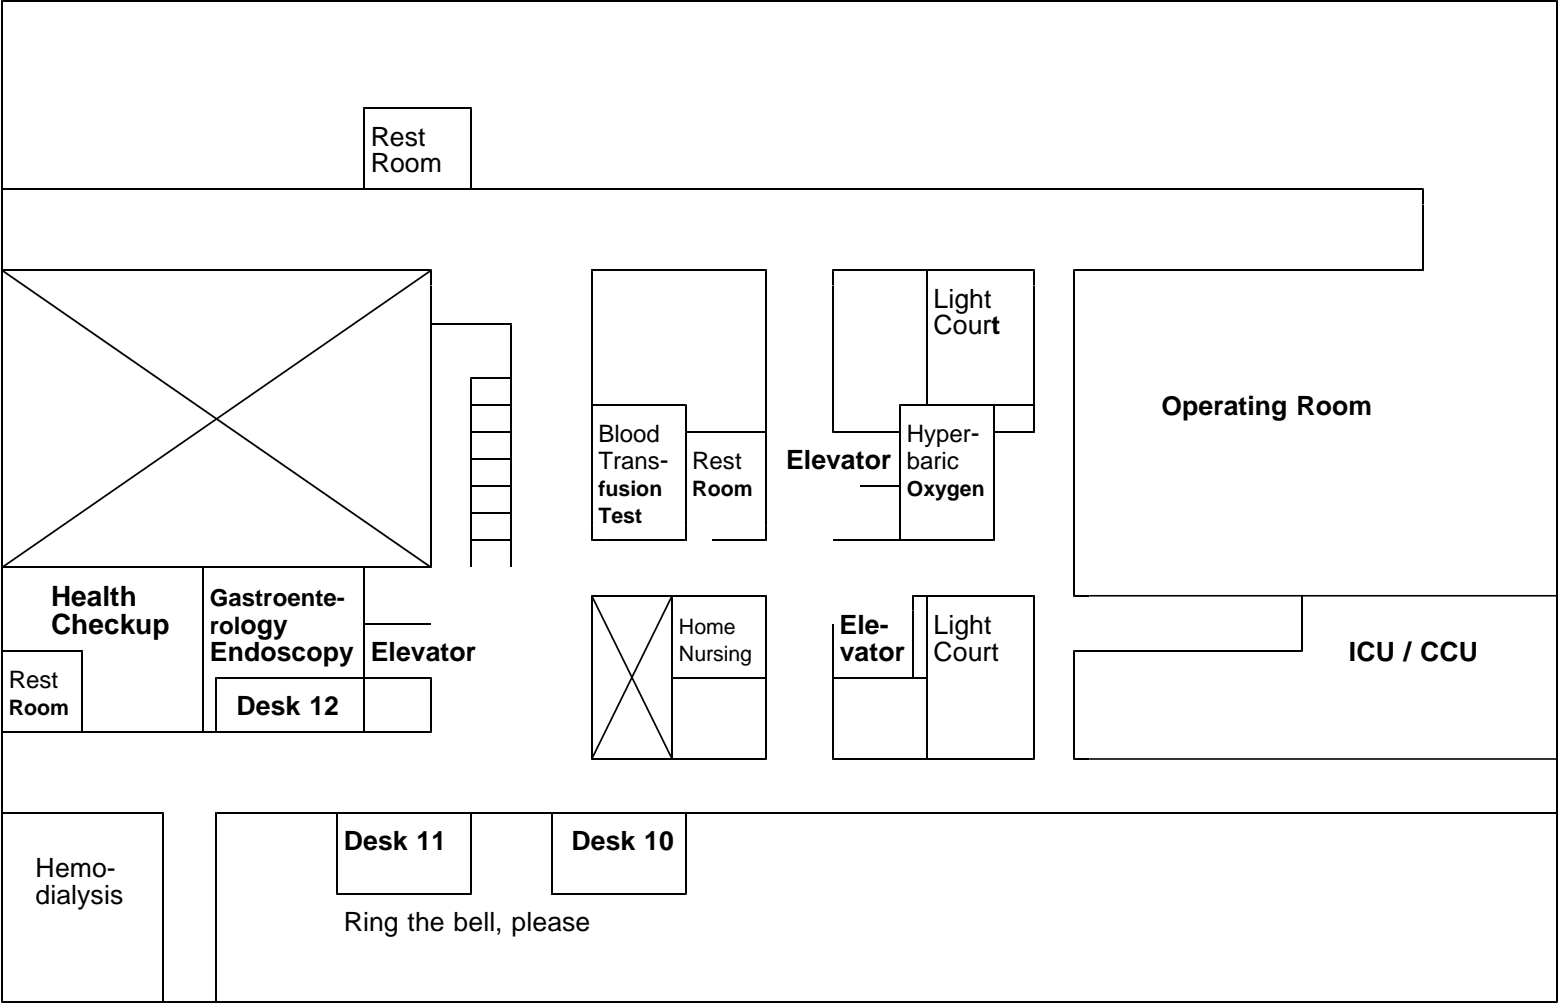 Rest
Room
Light
Court
Operating Room
Blood
Trans-
fusion
Test
Rest
Room
Elevator
Hyper-
baric
Oxygen
Health
Checkup
Gastroente-
rology
Endoscopy
Elevator
Rest
Room
Desk 12
Home
Nursing
Ele-
vator
Light
Court
ICU / CCU
Hemo-
dialysis
Desk 11
Desk 10
Ring the bell, please